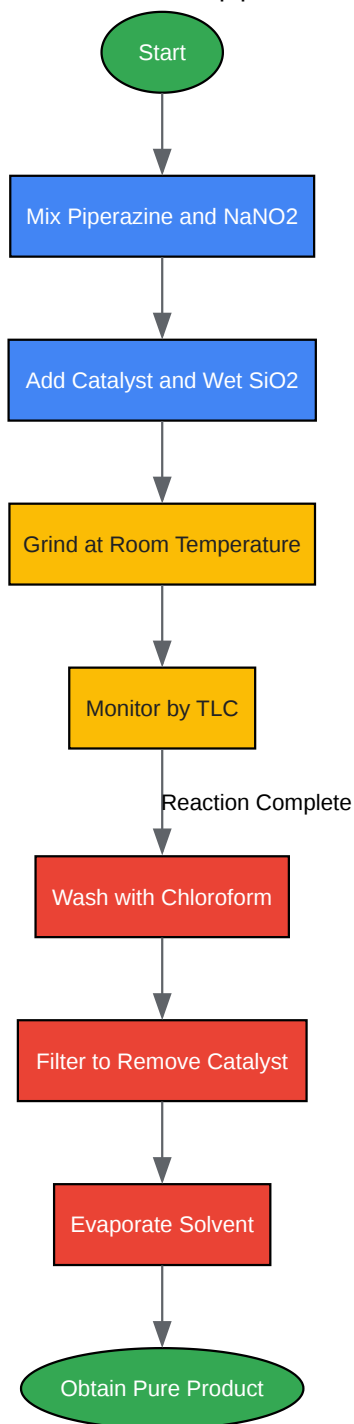 Start
Mix Piperazine and NaNO2
Add Catalyst and Wet SiO2
Grind at Room Temperature
Monitor by TLC
Reaction Complete
Wash with Chloroform
Filter to Remove Catalyst
Evaporate Solvent
Obtain Pure Product